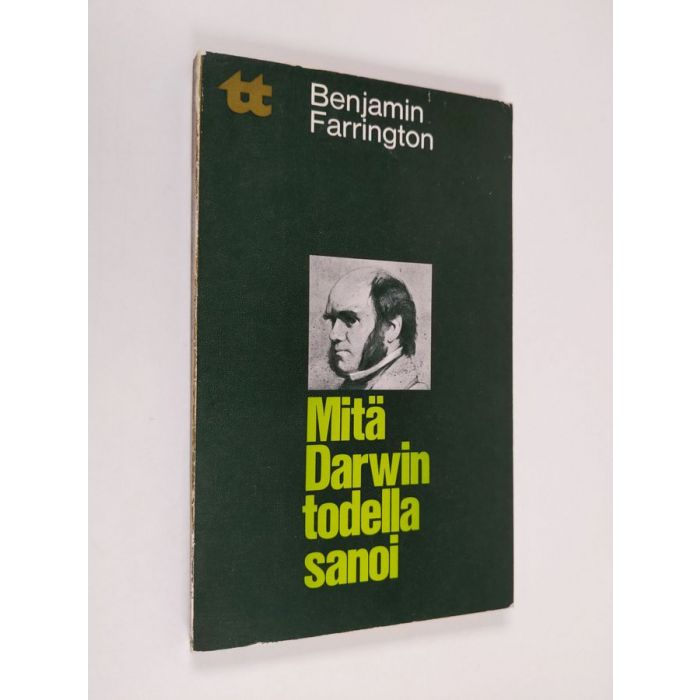 tt
Benjamin
Farrington
Mitä
Darwin
todella
sanoi